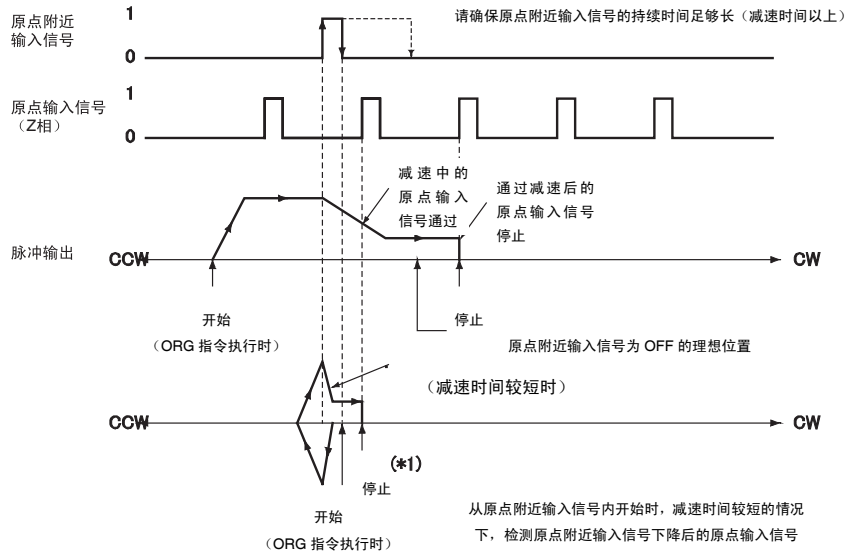 原点附近
输入信号
1
0
请确保原点附近输入信号的持续时间足够长（减速时间以上）
原点输入信号
（Z相）
1
0
减速中的
原点输入
信号通过
通过减速后的
原点输入信号
停止
脉冲输出
CCW
CW
开始
（ORG 指令执行时）
停止
原点附近输入信号为 OFF 的理想位置
（减速时间较短时）
CCW
CW
(*1)
停止
开始
（ORG 指令执行时）
从原点附近输入信号内开始时，减速时间较短的情况
下，检测原点附近输入信号下降后的原点输入信号